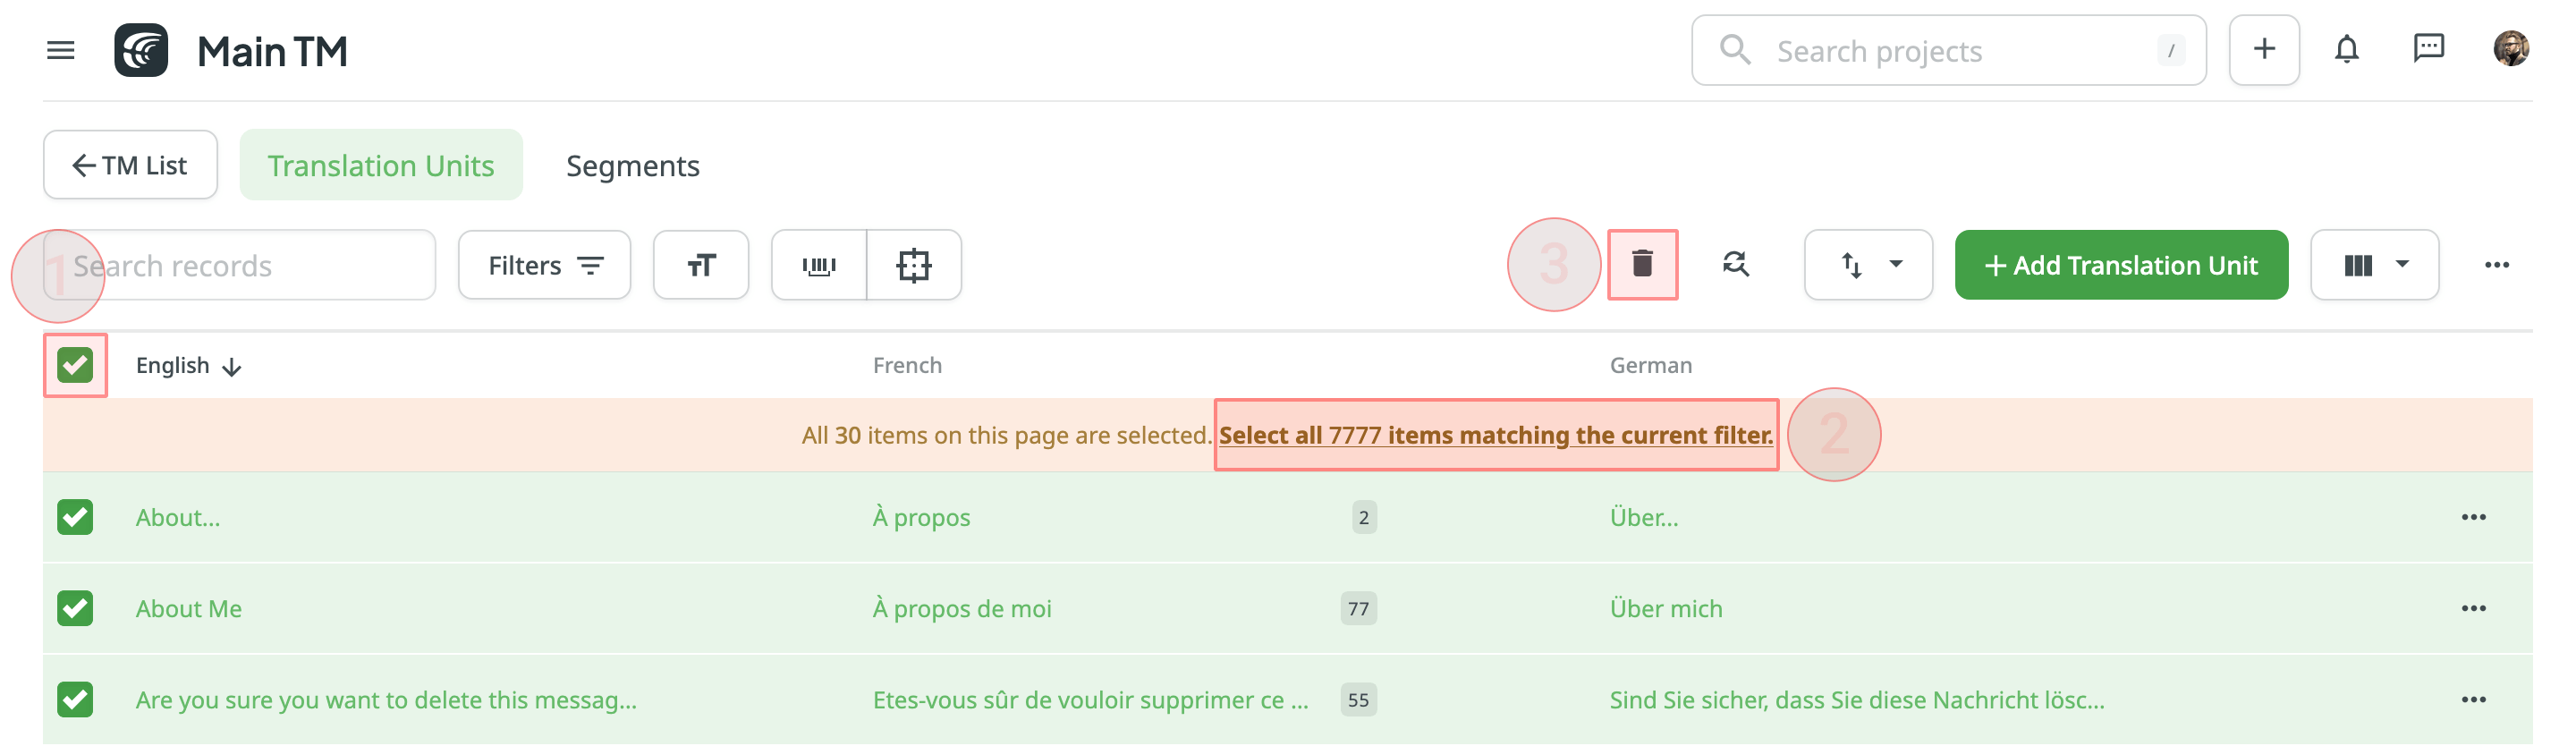 Main TM
Search projects /
TM List Translation Units Segments
1 Search records Filters TT 3 Add Translation Unit
English French German
All 30 items on this page are selected. Select all 7777 items matching the current filter. 2
About... À propos 2 Über...
About Me À propos de moi 77 Über mich
Are you sure you want to delete this messag... Etes-vous sûr de vouloir supprimer ce ... 55 Sind Sie sicher, dass Sie diese Nachricht lösc...